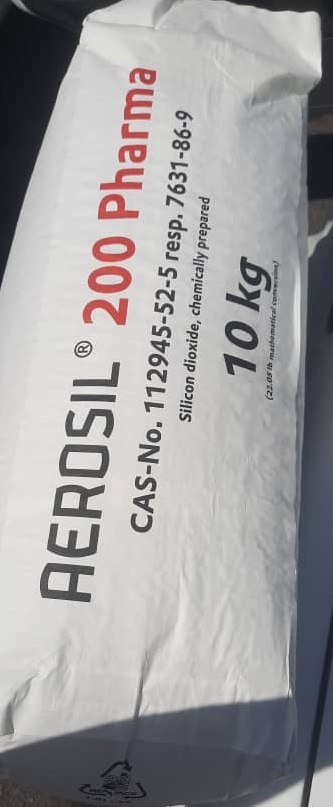 AEROSIL® 200 Pharma
CAS-No. 112945-52-5 resp. 7631-86-9
Silicon dioxide, chemically prepared
10 kg
(22.05 lb mathematical conversion)